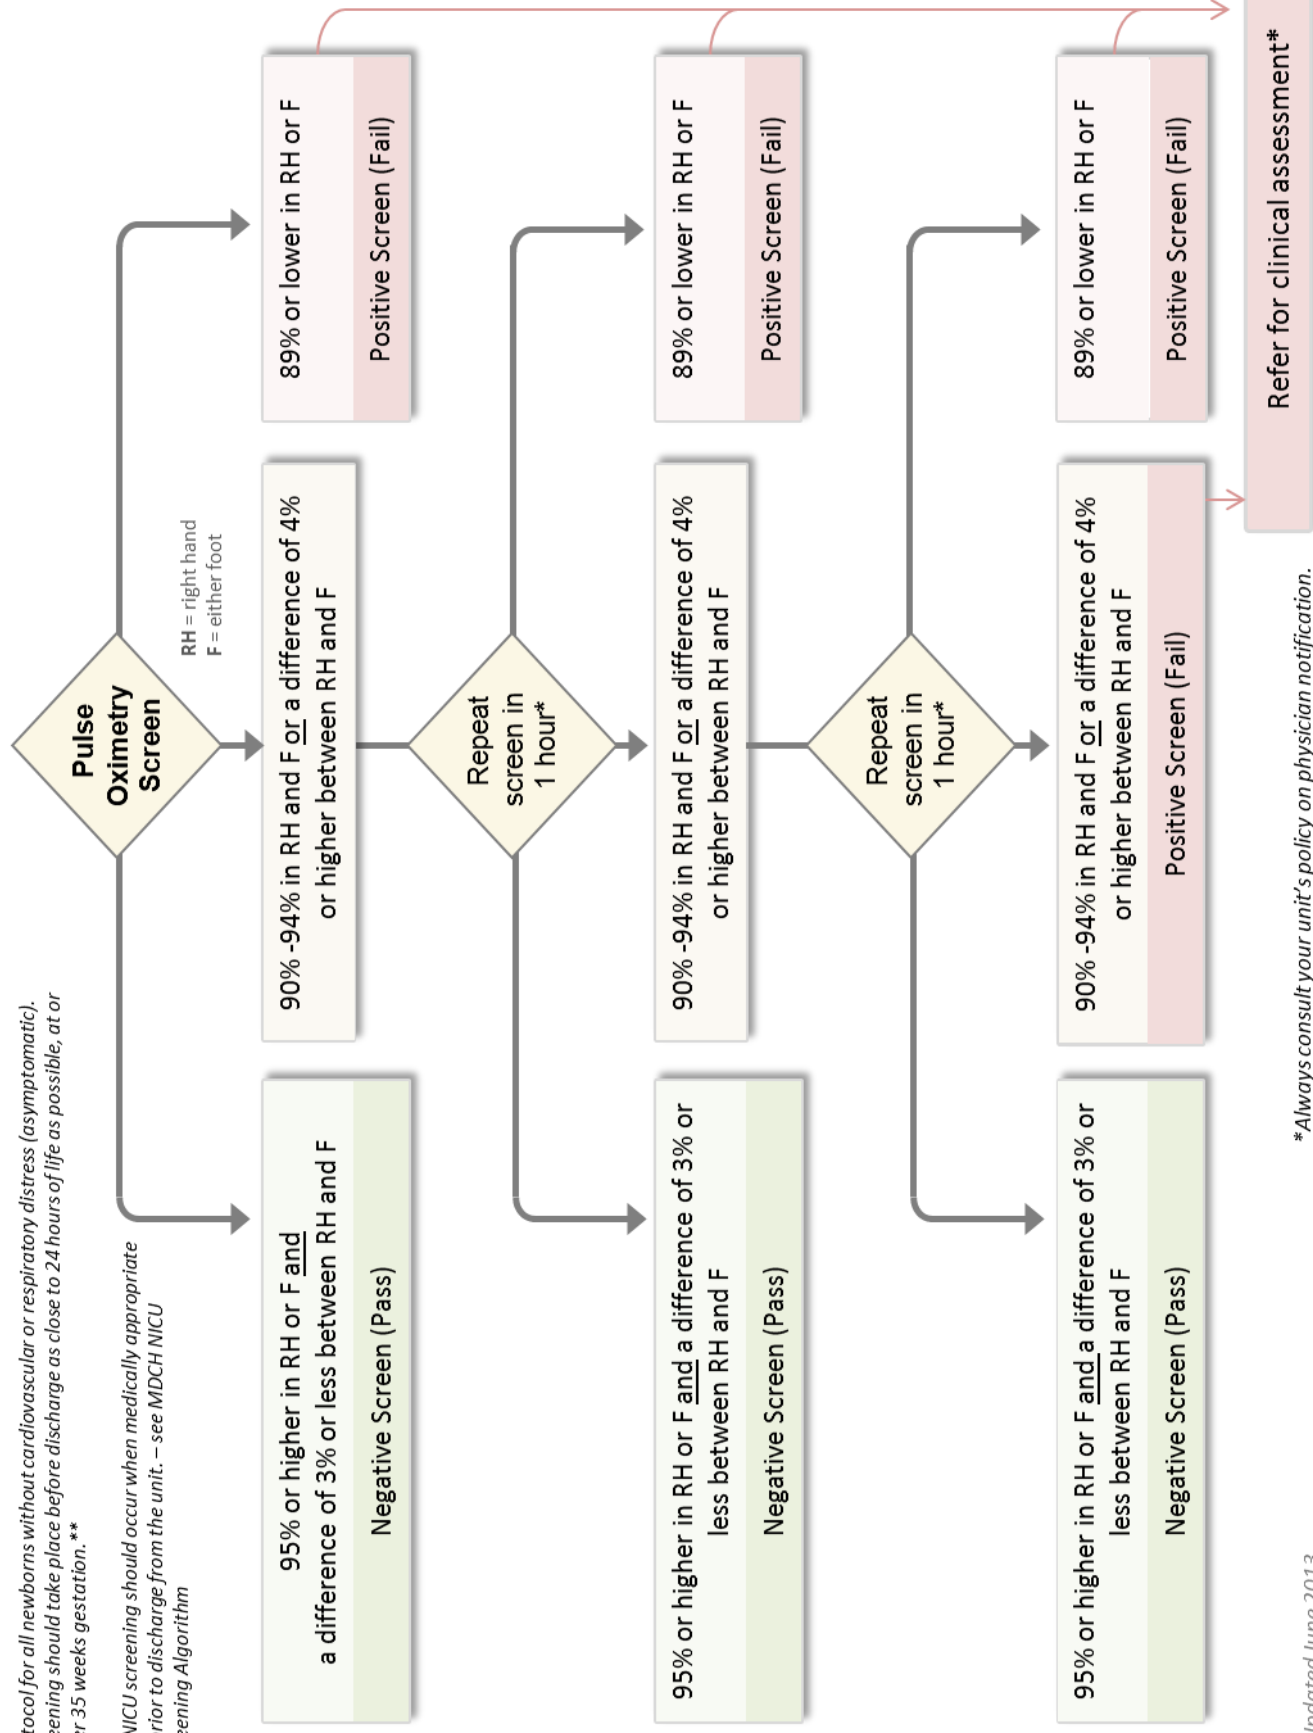 tocol for all newborns without cardiovascular or respiratory distress (asymptomatic).
eening should take place before discharge as close to 24 hours of life as possible, at or
er 35 weeks gestation.**
NICU screening should occur when medically appropriate
rior to discharge from the unit. – see MDCH NICU
eening Algorithm
Pulse
Oximetry
Screen
RH = right hand
F = either foot
95% or higher in RH or F and
a difference of 3% or less between RH and F
Negative Screen (Pass)
90% -94% in RH and F or a difference of 4%
or higher between RH and F
89% or lower in RH or F
Positive Screen (Fail)
Repeat
screen in
1 hour*
95% or higher in RH or F and a difference of 3% or
less between RH and F
Negative Screen (Pass)
90% -94% in RH and F or a difference of 4%
or higher between RH and F
89% or lower in RH or F
Positive Screen (Fail)
Repeat
screen in
1 hour*
95% or higher in RH or F and a difference of 3% or
less between RH and F
Negative Screen (Pass)
90% -94% in RH and F or a difference of 4%
or higher between RH and F
Positive Screen (Fail)
89% or lower in RH or F
Positive Screen (Fail)
Refer for clinical assessment*
*Always consult your unit's policy on physician notification.
Updated June 2013